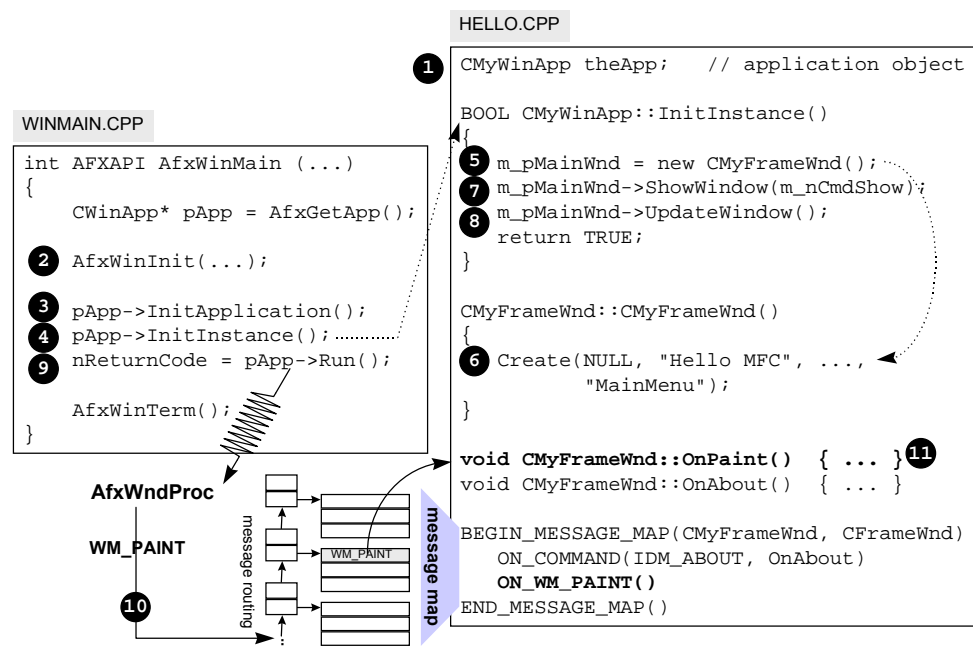 HELLO.CPP
1
CMyWinApp theApp;   // application object
BOOL CMyWinApp::InitInstance()
{
5 m_pMainWnd = new CMyFrameWnd();
7 m_pMainWnd->ShowWindow(m_nCmdShow);
8 m_pMainWnd->UpdateWindow();
return TRUE;
}
CMyFrameWnd::CMyFrameWnd()
{
6 Create(NULL, "Hello MFC", ...,
"MainMenu");
}
void CMyFrameWnd::OnPaint()  { ... } 11
void CMyFrameWnd::OnAbout()  { ... }
BEGIN_MESSAGE_MAP(CMyFrameWnd, CFrameWnd)
ON_COMMAND(IDM_ABOUT, OnAbout)
ON_WM_PAINT()
END_MESSAGE_MAP()
WINMAIN.CPP
int AFXAPI AfxWinMain (...)
{
CWinApp* pApp = AfxGetApp();
2 AfxWinInit(...);
3 pApp->InitApplication();
4 pApp->InitInstance();
9 nReturnCode = pApp->Run();
AfxWinTerm();
}
AfxWndProc
WM_PAINT
10
message routing
WM_PAINT
message map